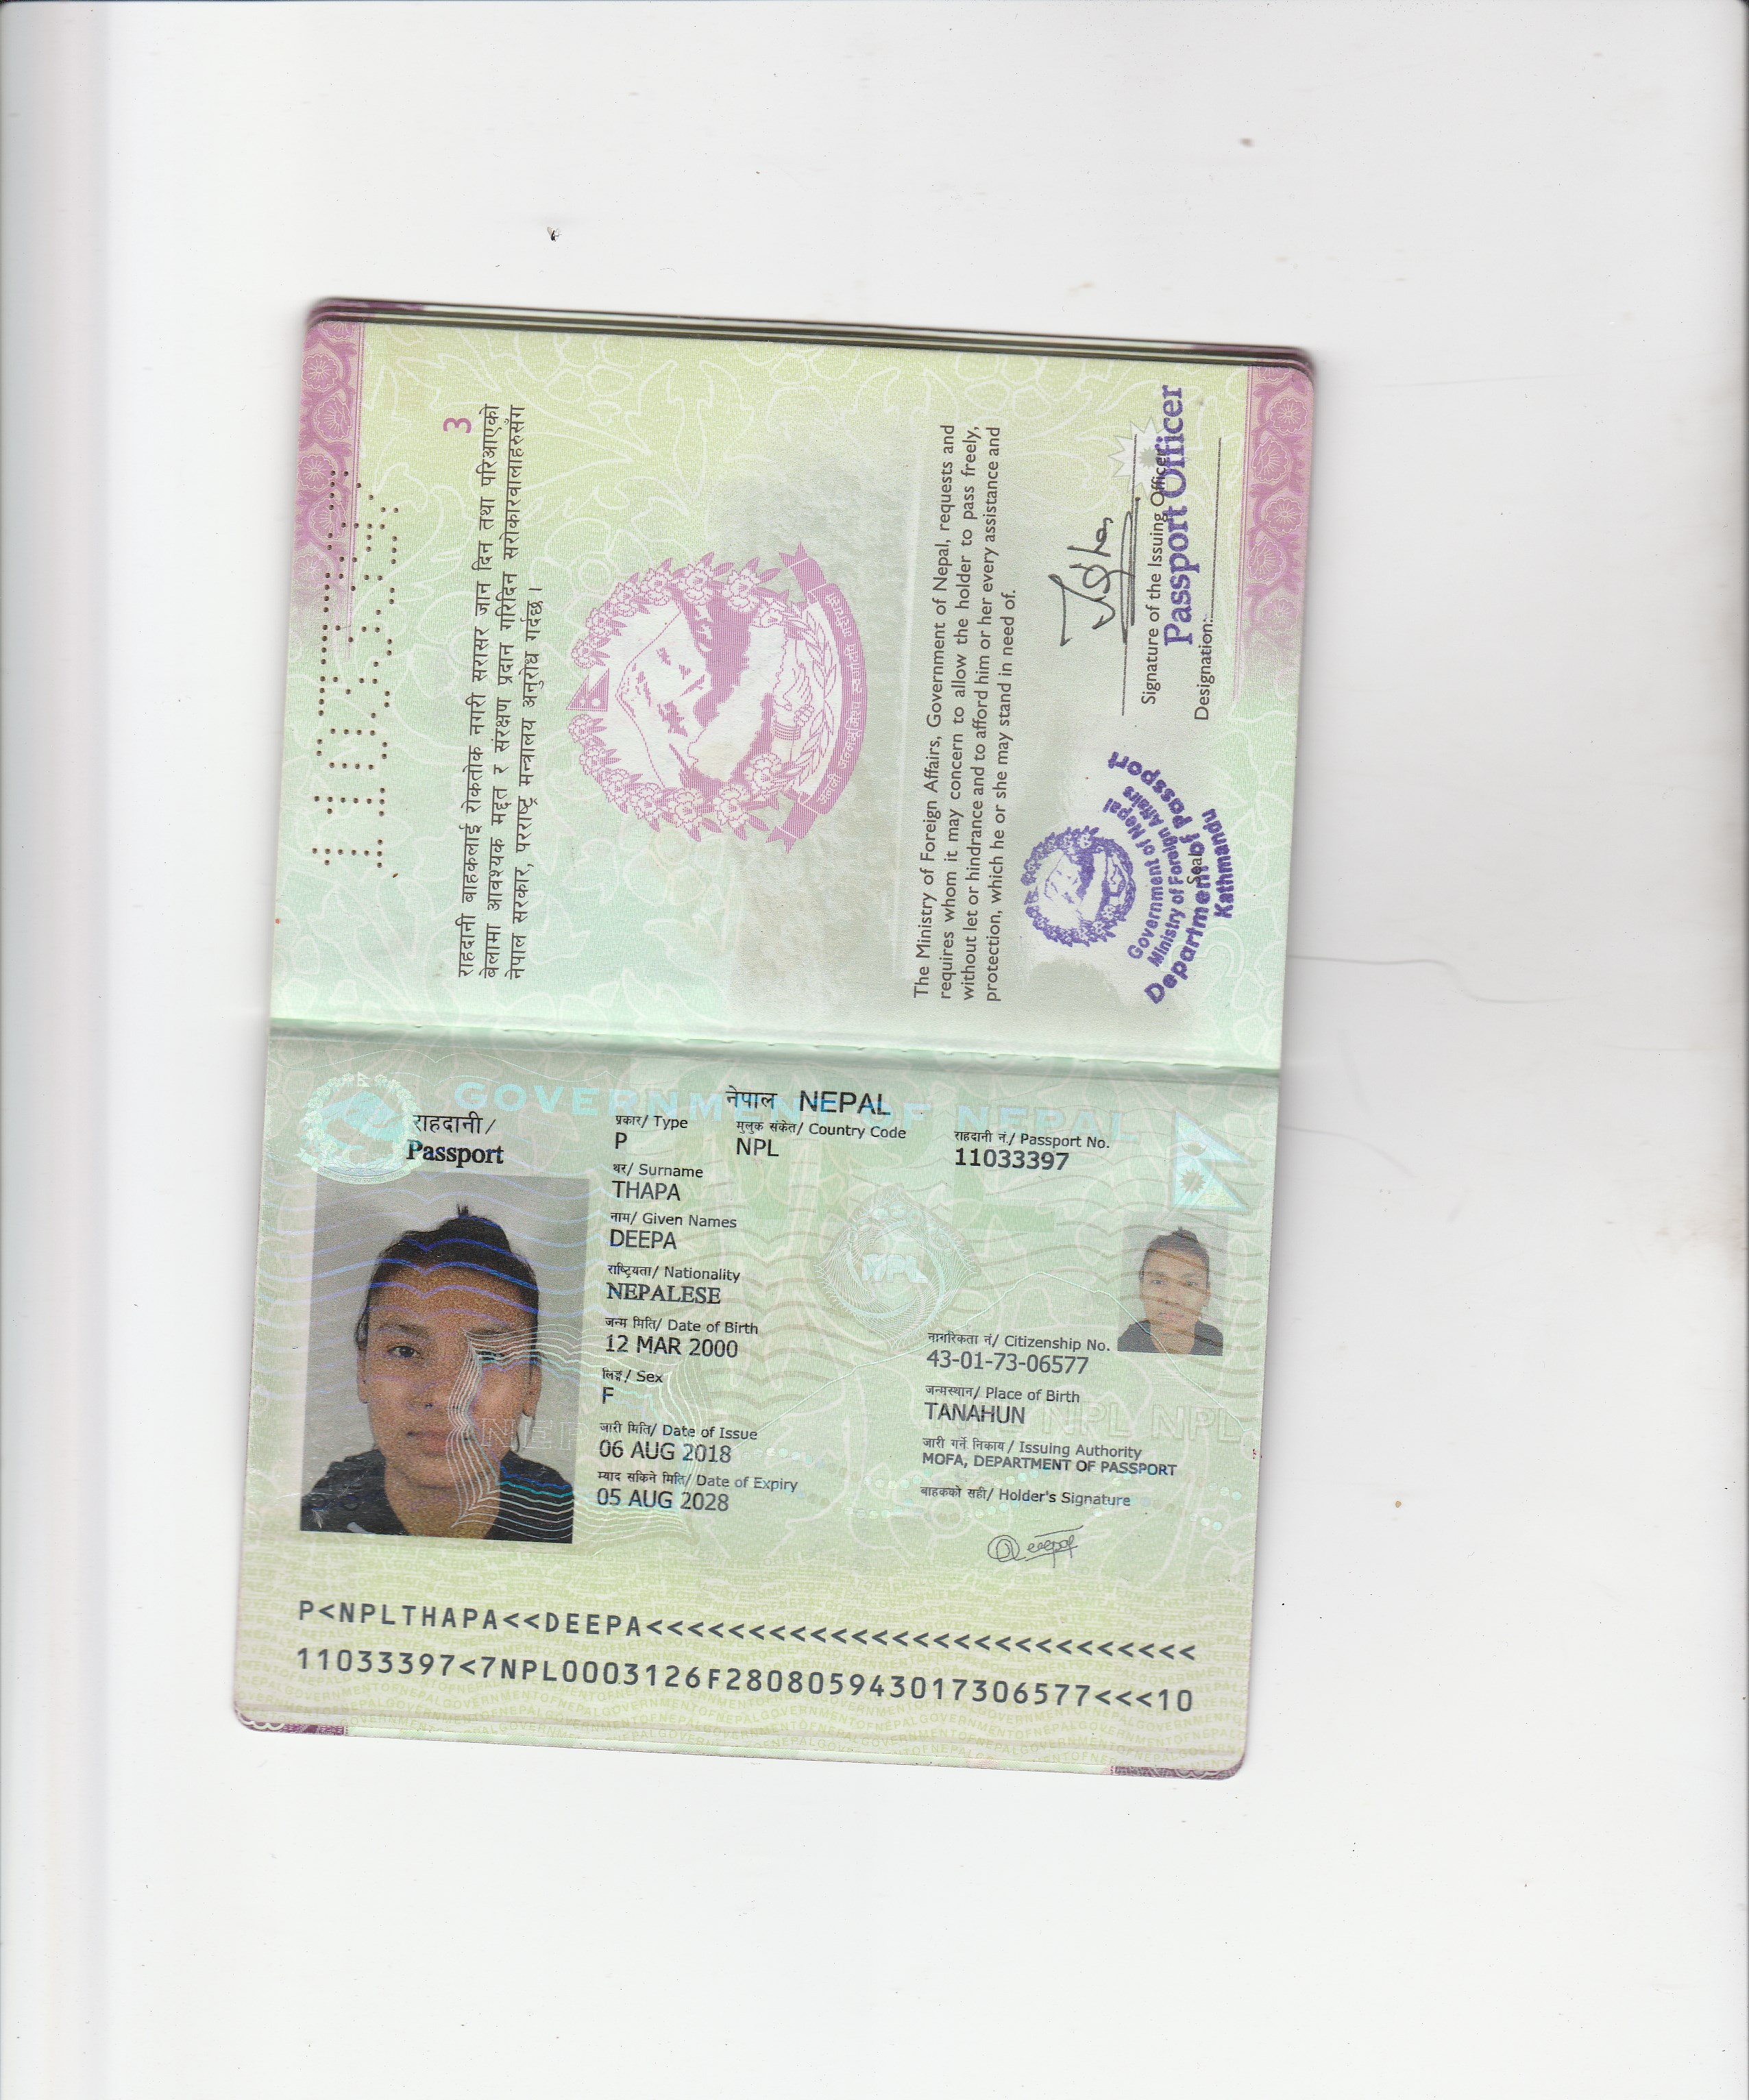 3
राहदानी बाहकलाई रोकतोक नगरी सरासर जान दिन तथा परिआएको
बेलामा आवश्यक मद्दत र संरक्षण प्रदान गरिदिन सरोकारवालाहरुसँग
नेपाल सरकार, परराष्ट्र मन्त्रालय अनुरोध गर्दछ ।
The Ministry of Foreign Affairs, Government of Nepal, requests and
requires whom it may concern to allow the holder to pass freely,
without let or hindrance and to afford him or her every assistance and
protection, which he or she may stand in need of.
Signature of the Issuing Officer
Passport Officer
Designation:
Seal
Government of Nepal
Ministry of Foreign Affairs
Department of Passport
Kathmandu
GOVERNMENT OF NEPAL
नेपाल NEPAL
राहदानी/
Passport
प्रकार/ Type
P
मुलुक संकेत/ Country Code
NPL
राहदानी नं./ Passport No.
11033397
थर/ Surname
THAPA
नाम/ Given Names
DEEPA
राष्ट्रियता/ Nationality
NEPALESE
जन्म मिति/ Date of Birth
12 MAR 2000
नागरिकता नं/ Citizenship No.
43-01-73-06577
लिङ्ग/ Sex
F
जन्मस्थान/ Place of Birth
TANAHUN
जारी मिति/ Date of Issue
06 AUG 2018
जारी गर्ने निकाय / Issuing Authority
MOFA, DEPARTMENT OF PASSPORT
म्याद सकिने मिति/ Date of Expiry
05 AUG 2028
बाहकको सही/ Holder's Signature
P<NPLTHAPA<<DEEPA<<<<<<<<<<<<<<<<<<<<<<<<<<<
11033397<7NPL0003126F280805943017306577<<<10